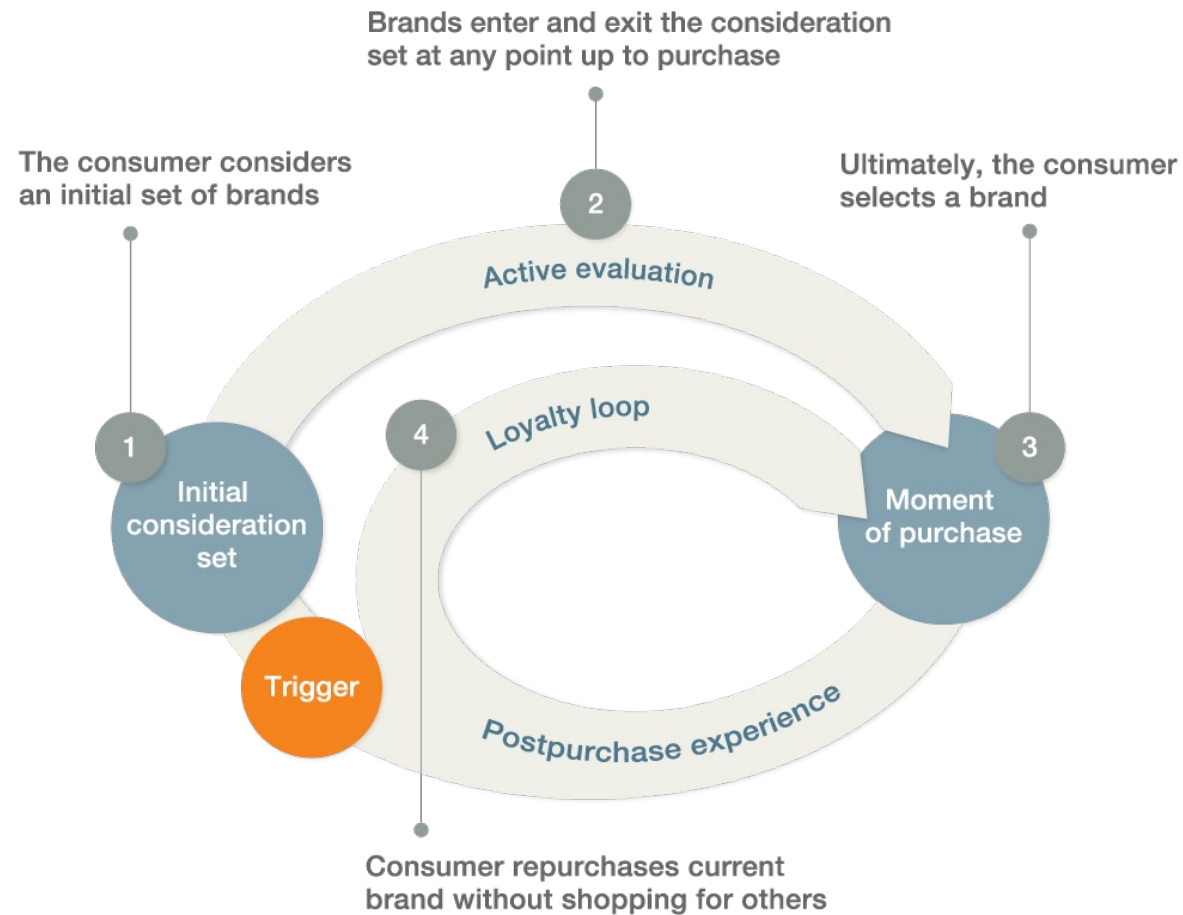 Brands enter and exit the consideration
set at any point up to purchase
The consumer considers
an initial set of brands
Ultimately, the consumer
selects a brand
2
Active evaluation
1
Initial
consideration
set
4
Loyalty loop
3
Moment
of purchase
Trigger
Postpurchase experience
Consumer repurchases current
brand without shopping for others